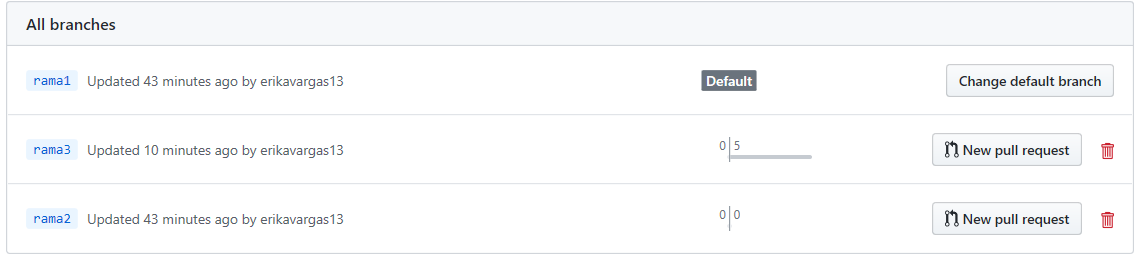 All branches
rama1 Updated 43 minutes ago by erikavargas13 Default Change default branch
rama3 Updated 10 minutes ago by erikavargas13 0 5 New pull request
rama2 Updated 43 minutes ago by erikavargas13 0 0 New pull request